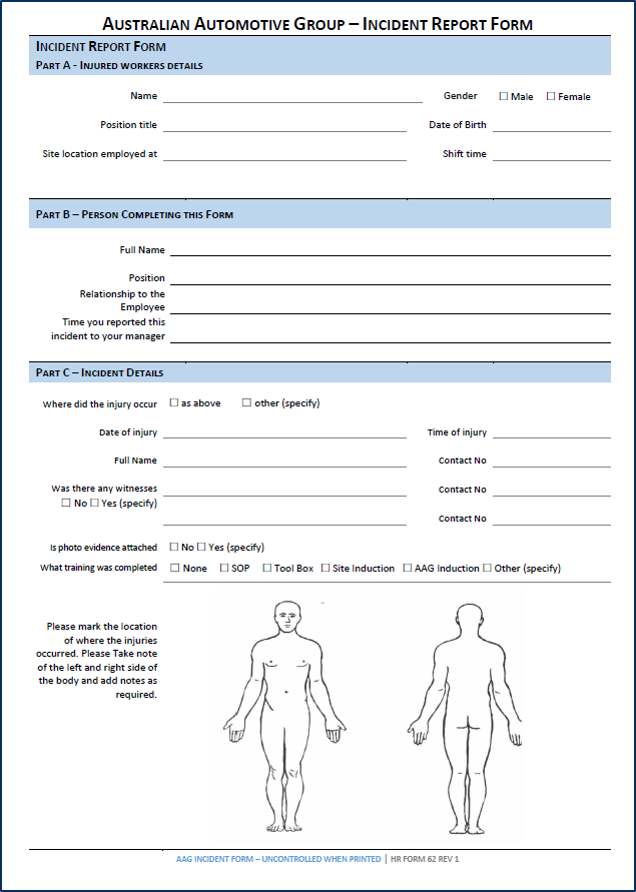 AUSTRALIAN AUTOMOTIVE GROUP – INCIDENT REPORT FORM
INCIDENT REPORT FORM
PART A - INJURED WORKERS DETAILS
Name Gender ☐ Male ☐ Female
Position title Date of Birth
Site location employed at Shift time
PART B – PERSON COMPLETING THIS FORM
Full Name
Position
Relationship to the
Employee
Time you reported this
incident to your manager
PART C – INCIDENT DETAILS
Where did the injury occur ☐ as above ☐ other (specify)
Date of injury Time of injury
Full Name Contact No
Was there any witnesses Contact No
☐ No ☐ Yes (specify)
Contact No
Is photo evidence attached ☐ No ☐ Yes (specify)
What training was completed ☐ None ☐ SOP ☐ Tool Box ☐ Site Induction ☐ AAG Induction ☐ Other (specify)
Please mark the location
of where the injuries
occurred. Please Take note
of the left and right side of
the body and add notes as
required.
AAG INCIDENT FORM – UNCONTROLLED WHEN PRINTED | HR FORM 62 REV 1